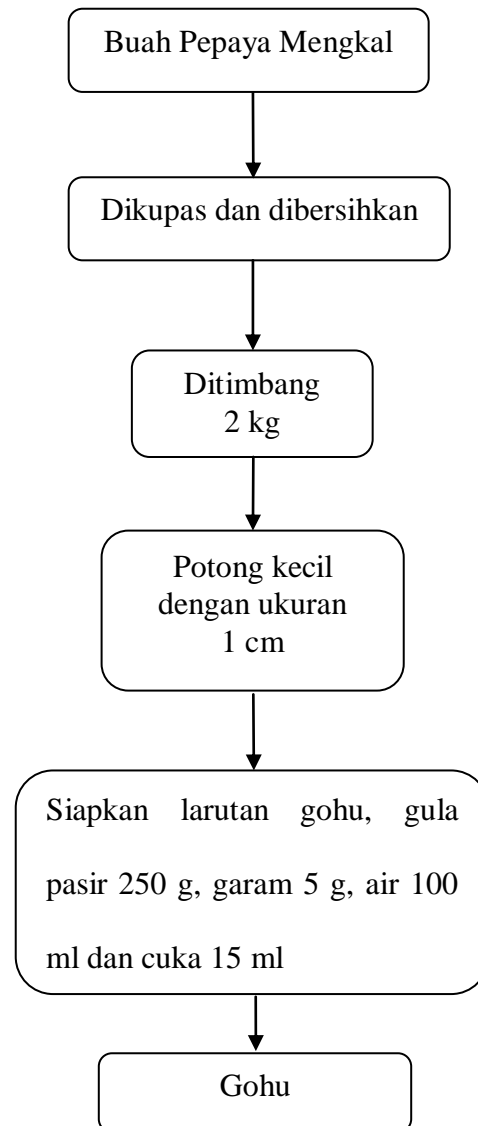 Buah Pepaya Mengkal
Dikupas dan dibersihkan
Ditimbang
2 kg
Potong kecil
dengan ukuran
1 cm
Siapkan larutan gohu, gula
pasir 250 g, garam 5 g, air 100
ml dan cuka 15 ml
Gohu